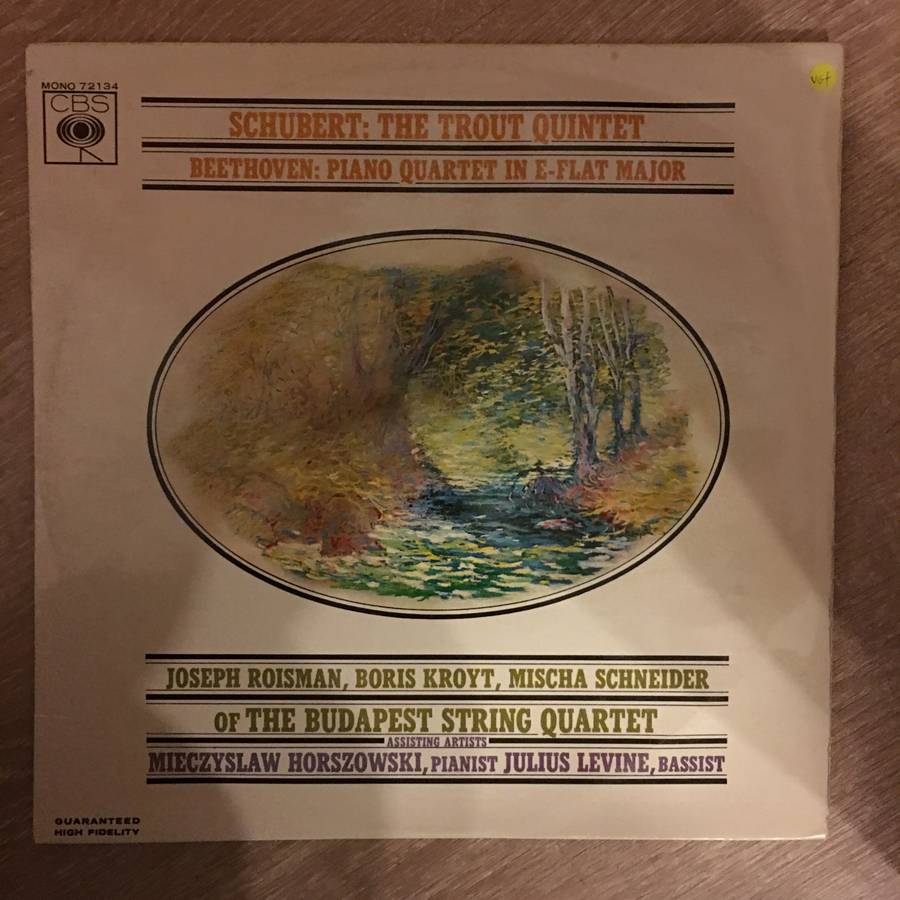 MONO 72134
CBS
VG+
SCHUBERT: THE TROUT QUINTET
BEETHOVEN: PIANO QUARTET IN E-FLAT MAJOR
JOSEPH ROISMAN, BORIS KROYT, MISCHA SCHNEIDER
OF THE BUDAPEST STRING QUARTET
ASSISTING ARTISTS
MIECZYSLAW HORSZOWSKI, PIANIST JULIUS LEVINE, BASSIST
GUARANTEED
HIGH FIDELITY